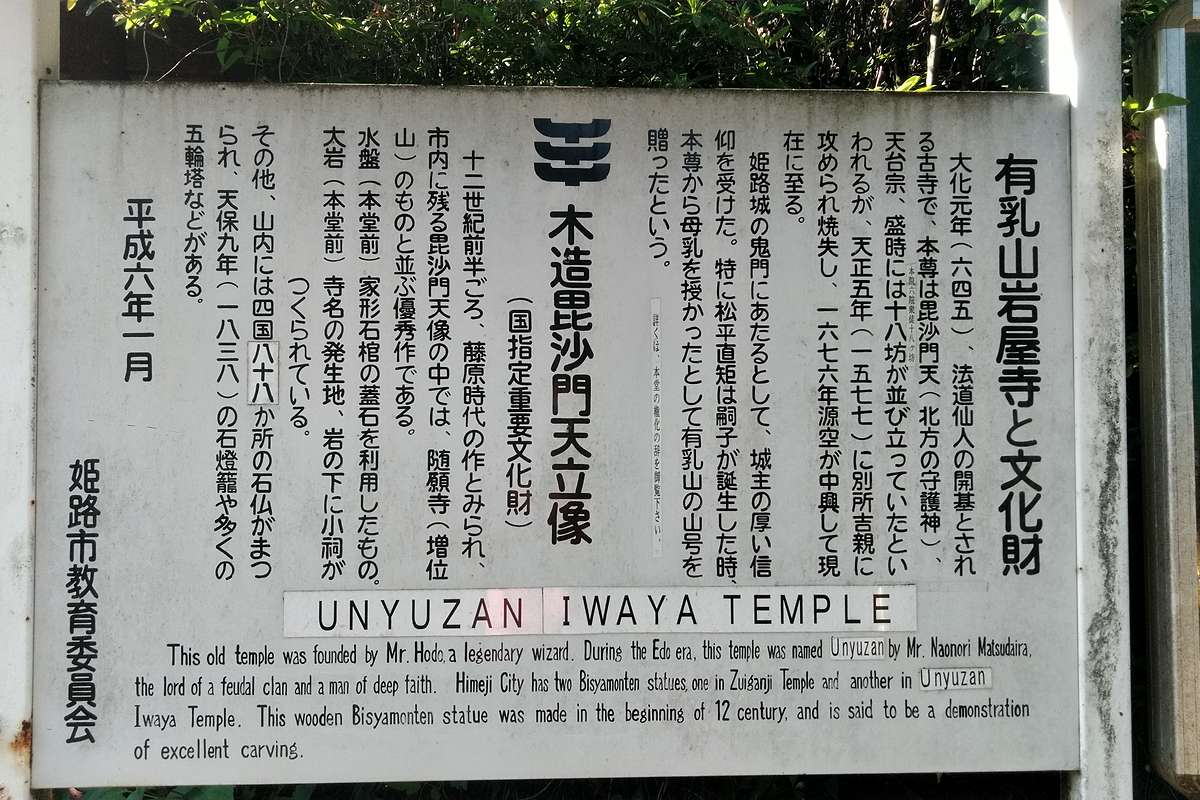 有乳山岩屋寺と文化財
大化元年（六四五）、法道仙人の開基とされ
る古寺で、本尊は毘沙門天（北方の守護神）、
天台宗、盛時には十八坊が並び立っていたとい
われるが、天正五年（一五七七）に別所吉親に
攻められ焼失し、一六七六年源空が中興して現
在に至る。
姫路城の鬼門にあたるとして、城主の厚い信
仰を受けた。特に松平直矩は嗣子が誕生した時、
本尊から母乳を授かったとして有乳山の山号を
贈ったという。
詳しくは、本堂の縁化の辞を御覧下さい。
木造毘沙門天立像
（国指定重要文化財）
十二世紀前半ごろ、藤原時代の作とみられ、
市内に残る毘沙門天像の中では、随願寺（増位
山）のものと並ぶ優秀作である。
水盤（本堂前）家形石棺の蓋石を利用したもの。
大岩（本堂前）寺名の発生地、岩の下に小祠が
つくられている。
その他、山内には四国八十八か所の石仏がまつ
られ、天保九年（一八三八）の石燈籠や多くの
五輪塔などがある。
平成六年一月
姫路市教育委員会
UNYUZAN IWAYA TEMPLE
This old temple was founded by Mr. Hodo, a legendary wizard. During the Edo era, this temple was named Unyuzan by Mr. Naonori Matsudaira,
the lord of a feudal clan and a man of deep faith. Himeji City has two Bisyamonten statues, one in Zuiganji Temple and another in Unyuzan
Iwaya Temple. This wooden Bisyamonten statue was made in the beginning of 12 century, and is said to be a demonstration
of excellent carving.